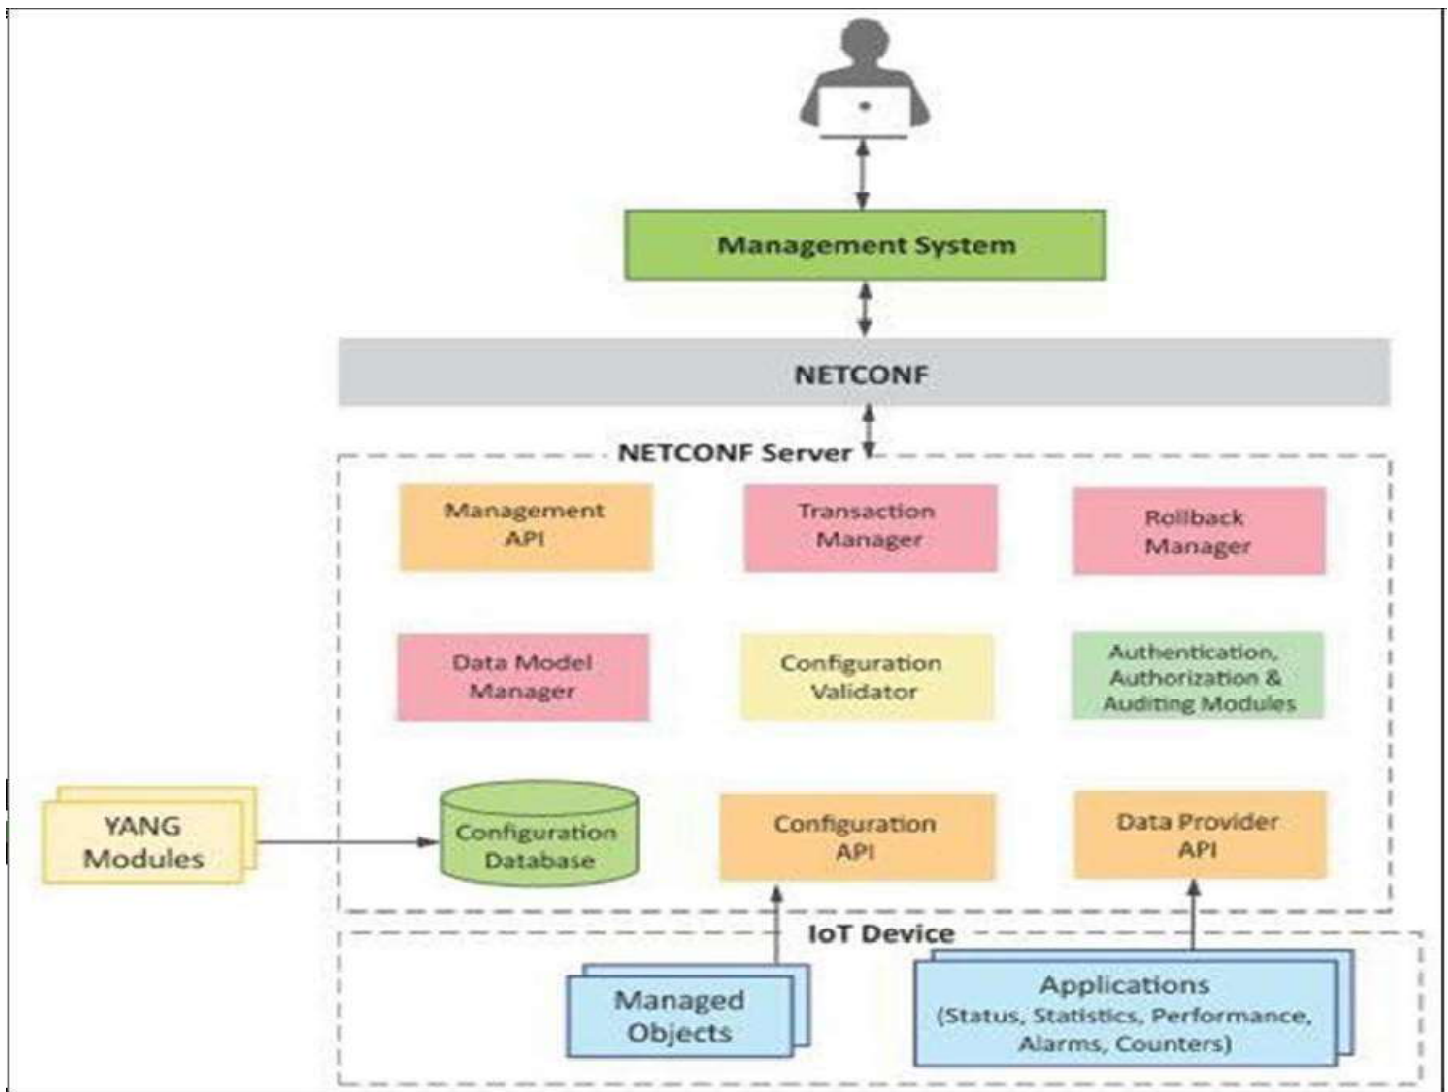 Management System
NETCONF
NETCONF Server
Management
API
Transaction
Manager
Rollback
Manager
Data Model
Manager
Configuration
Validator
Authentication,
Authorization &
Auditing Modules
YANG
Modules
Configuration
Database
Configuration
API
Data Provider
API
IoT Device
Managed
Objects
Applications
(Status, Statistics, Performance,
Alarms, Counters)